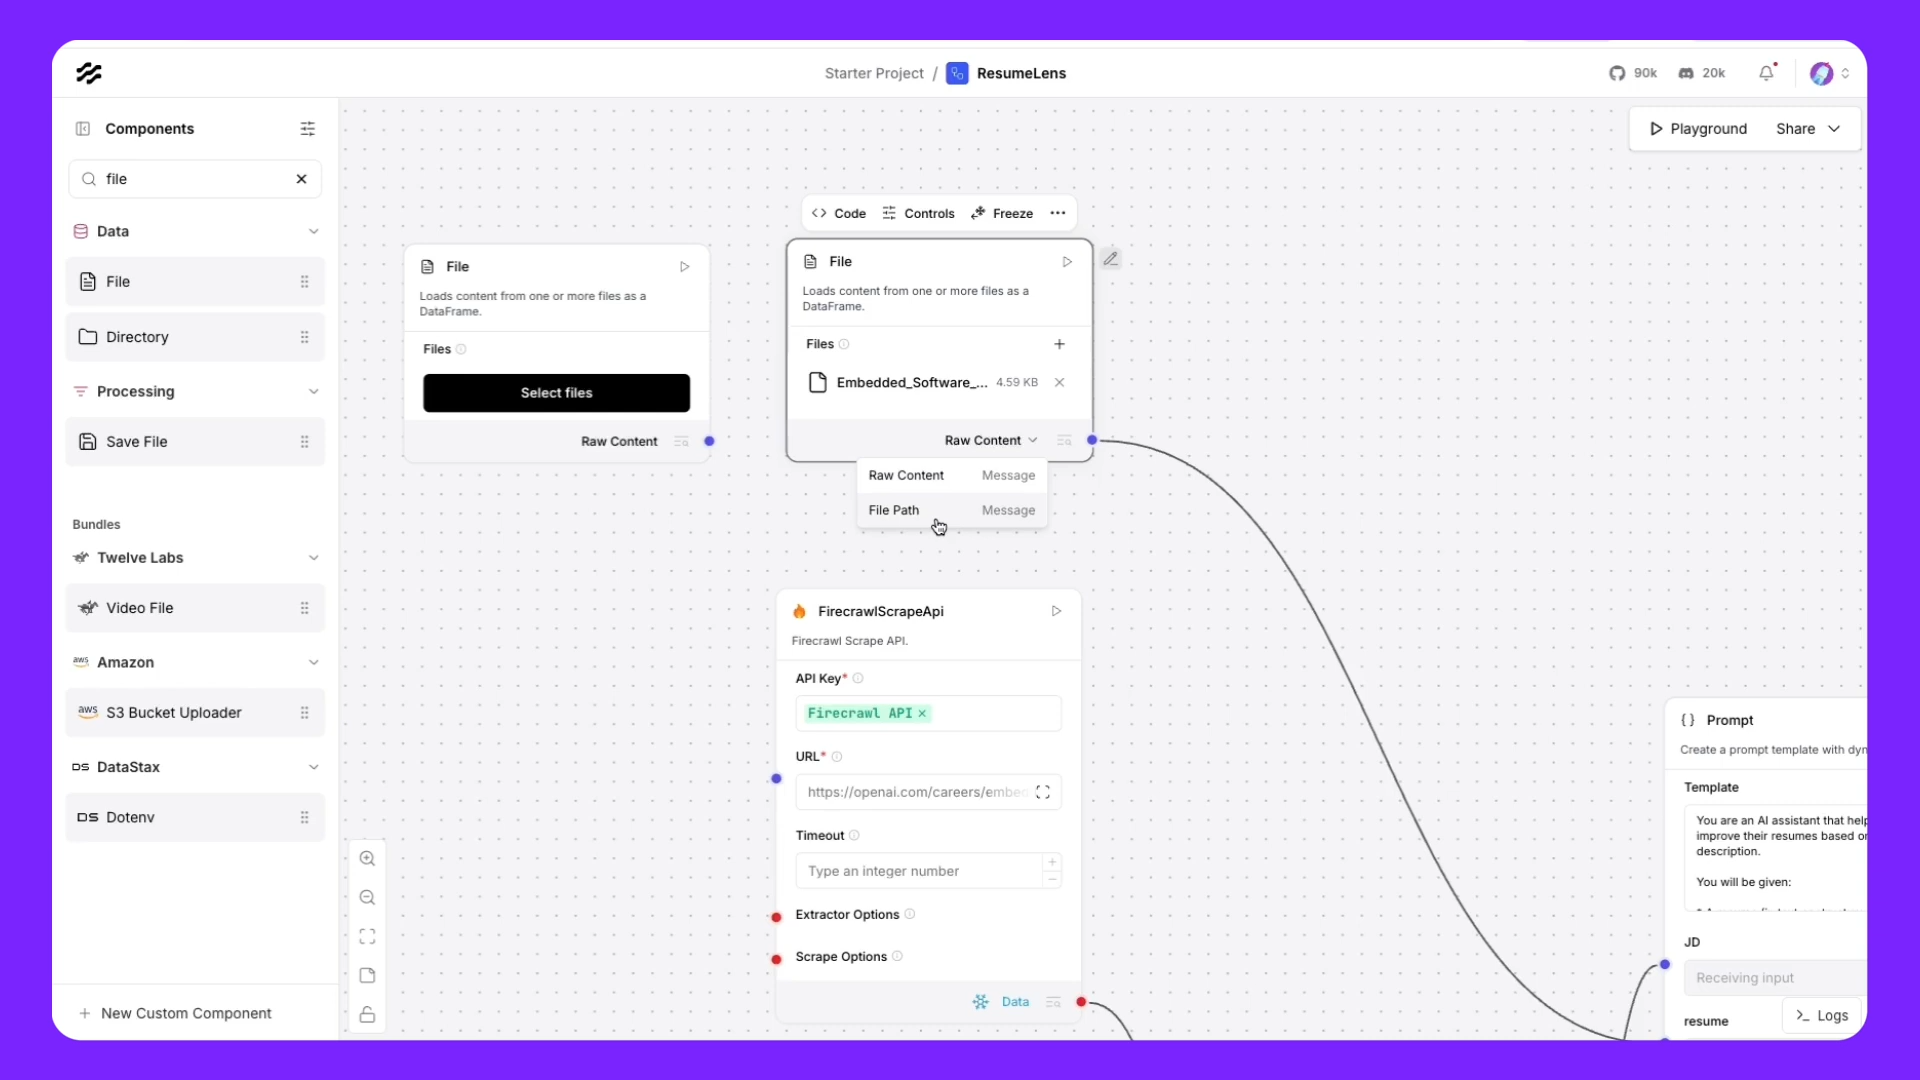 Starter Project / ResumeLens
90k
20k
Components
Playground
Share
file
Data
File
Directory
Processing
Save File
Bundles
Twelve Labs
Video File
Amazon
aws
S3 Bucket Uploader
aws
DataStax
DS
Dotenv
DS
New Custom Component
File
Loads content from one or more files as a
DataFrame.
Files
Select files
Raw Content
Code
Controls
Freeze
File
Loads content from one or more files as a
DataFrame.
Files
Embedded_Software_... 4.59 KB
Raw Content
Raw Content Message
File Path Message
FirecrawlScrapeApi
Firecrawl Scrape API.
API Key*
Firecrawl API ×
URL*
https://openai.com/careers/embe
Timeout
Type an integer number
Extractor Options
Scrape Options
Data
{ } Prompt
Create a prompt template with dyn
Template
You are an AI assistant that help
improve their resumes based on
description.
You will be given:
JD
Receiving input
resume
>_ Logs